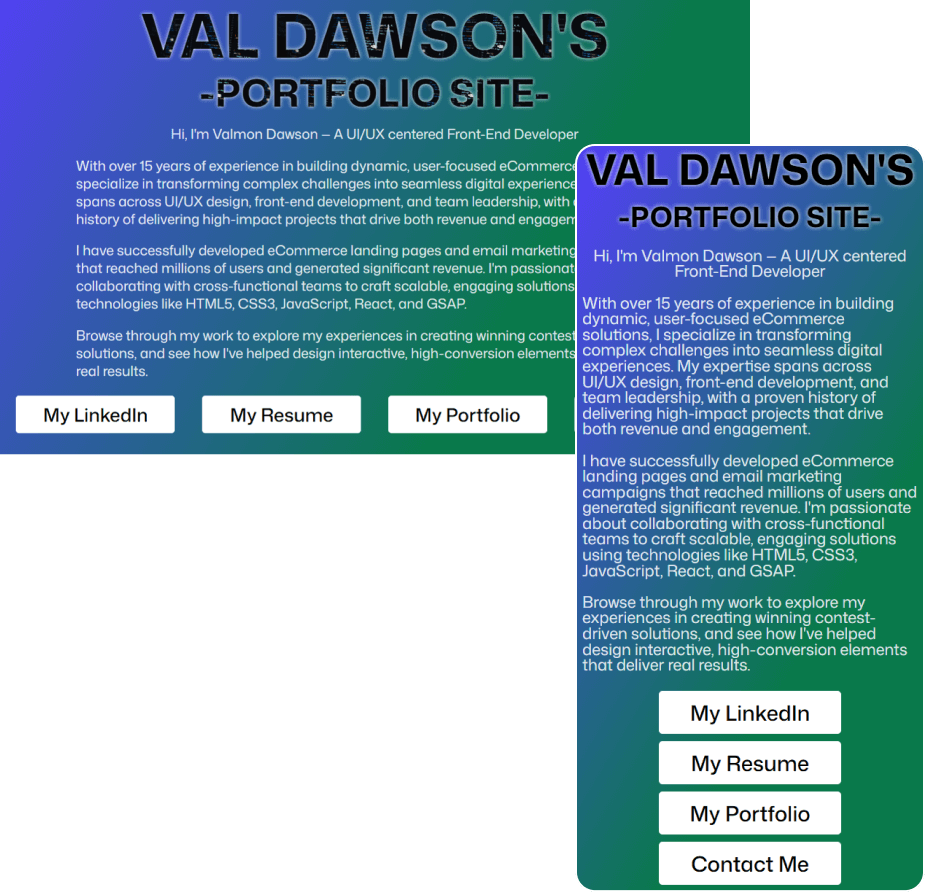 VAL DAWSON'S
-PORTFOLIO SITE-
Hi, I'm Valmon Dawson – A UI/UX centered Front-End Developer
With over 15 years of experience in building dynamic, user-focused eCommerce
specialize in transforming complex challenges into seamless digital experience
spans across UI/UX design, front-end development, and team leadership, with
history of delivering high-impact projects that drive both revenue and engagem
I have successfully developed eCommerce landing pages and email marketing
that reached millions of users and generated significant revenue. I'm passionat
collaborating with cross-functional teams to craft scalable, engaging solutions
technologies like HTML5, CSS3, JavaScript, React, and GSAP.
Browse through my work to explore my experiences in creating winning contest
solutions, and see how I've helped design interactive, high-conversion elements
real results.
My LinkedIn
My Resume
My Portfolio
VAL DAWSON'S
-PORTFOLIO SITE-
Hi, I'm Valmon Dawson – A UI/UX centered
Front-End Developer
With over 15 years of experience in building
dynamic, user-focused eCommerce
solutions, I specialize in transforming
complex challenges into seamless digital
experiences. My expertise spans across
UI/UX design, front-end development, and
team leadership, with a proven history of
delivering high-impact projects that drive
both revenue and engagement.
I have successfully developed eCommerce
landing pages and email marketing
campaigns that reached millions of users and
generated significant revenue. I'm passionate
about collaborating with cross-functional
teams to craft scalable, engaging solutions
using technologies like HTML5, CSS3,
JavaScript, React, and GSAP.
Browse through my work to explore my
experiences in creating winning contest-
driven solutions, and see how I've helped
design interactive, high-conversion elements
that deliver real results.
My LinkedIn
My Resume
My Portfolio
Contact Me